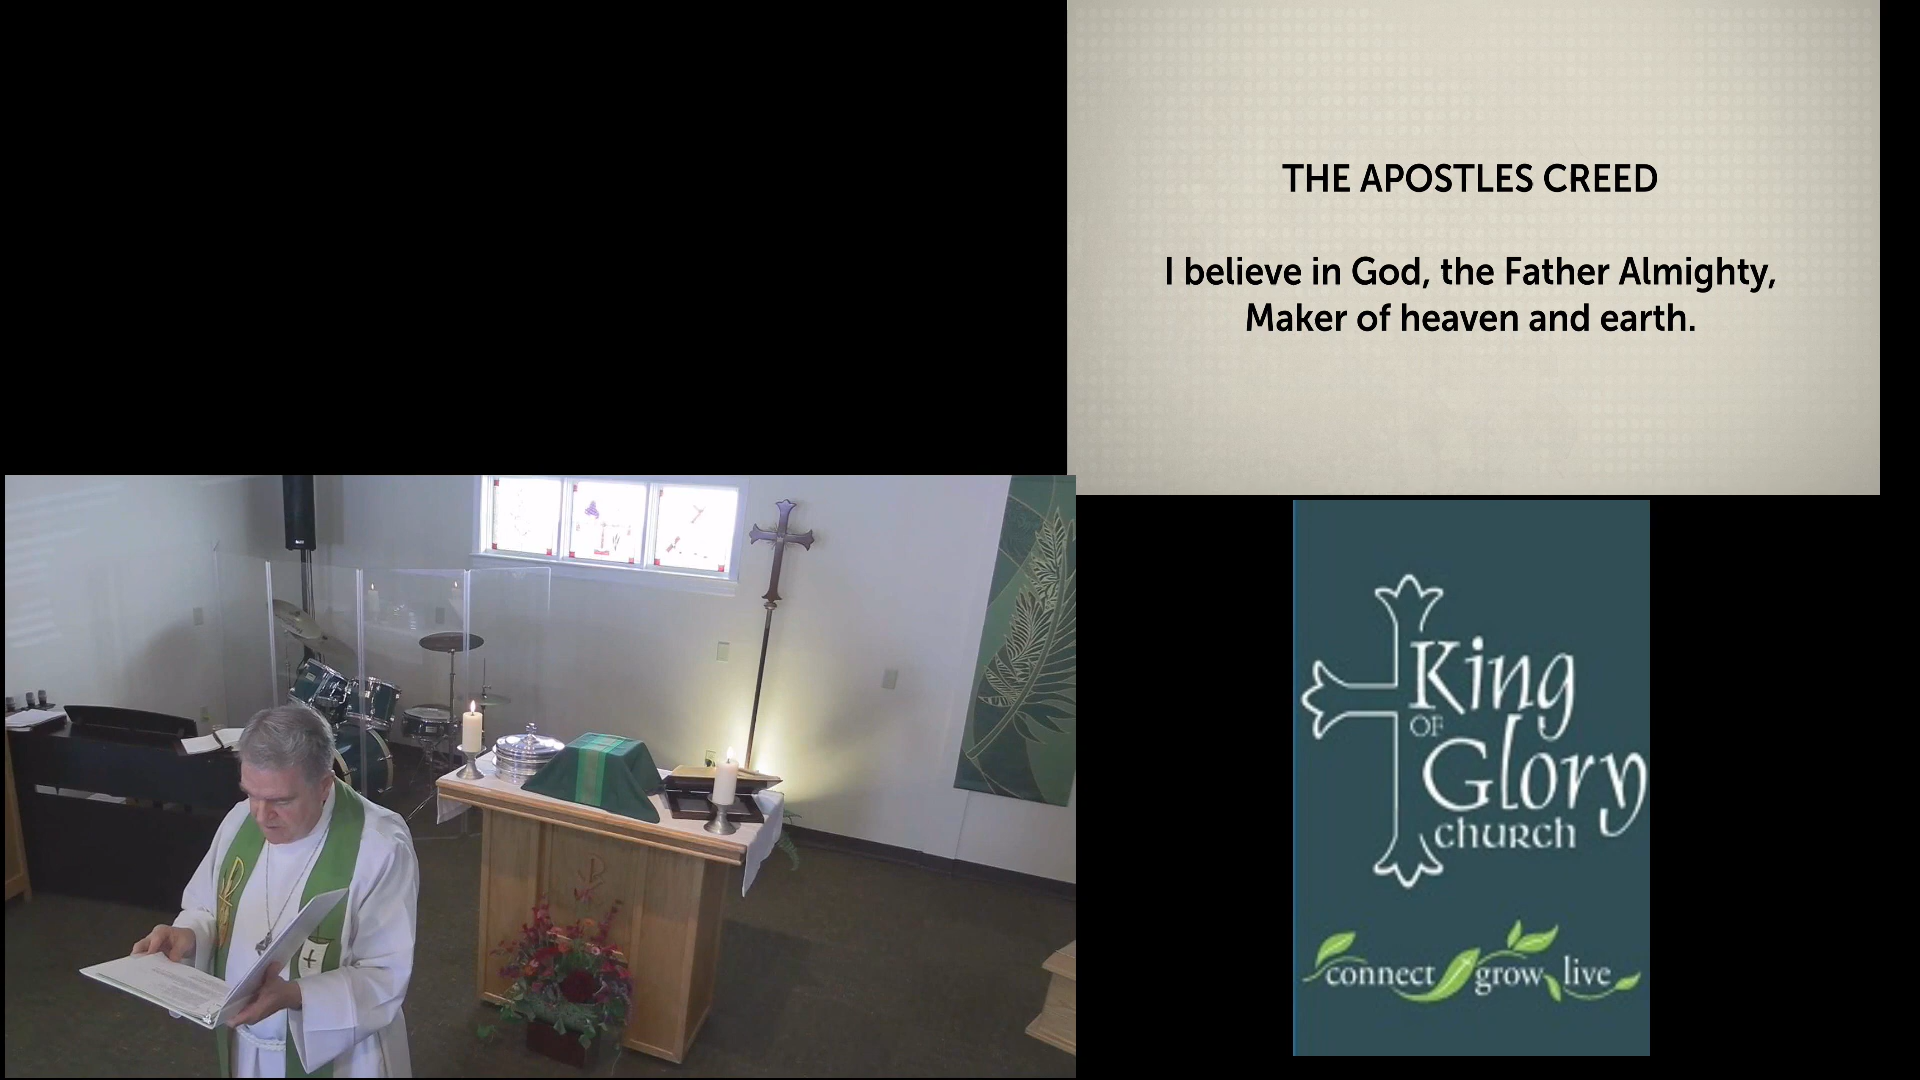 THE APOSTLES CREED
I believe in God, the Father Almighty,
Maker of heaven and earth.
King
OF
Glory
church
connect grow live